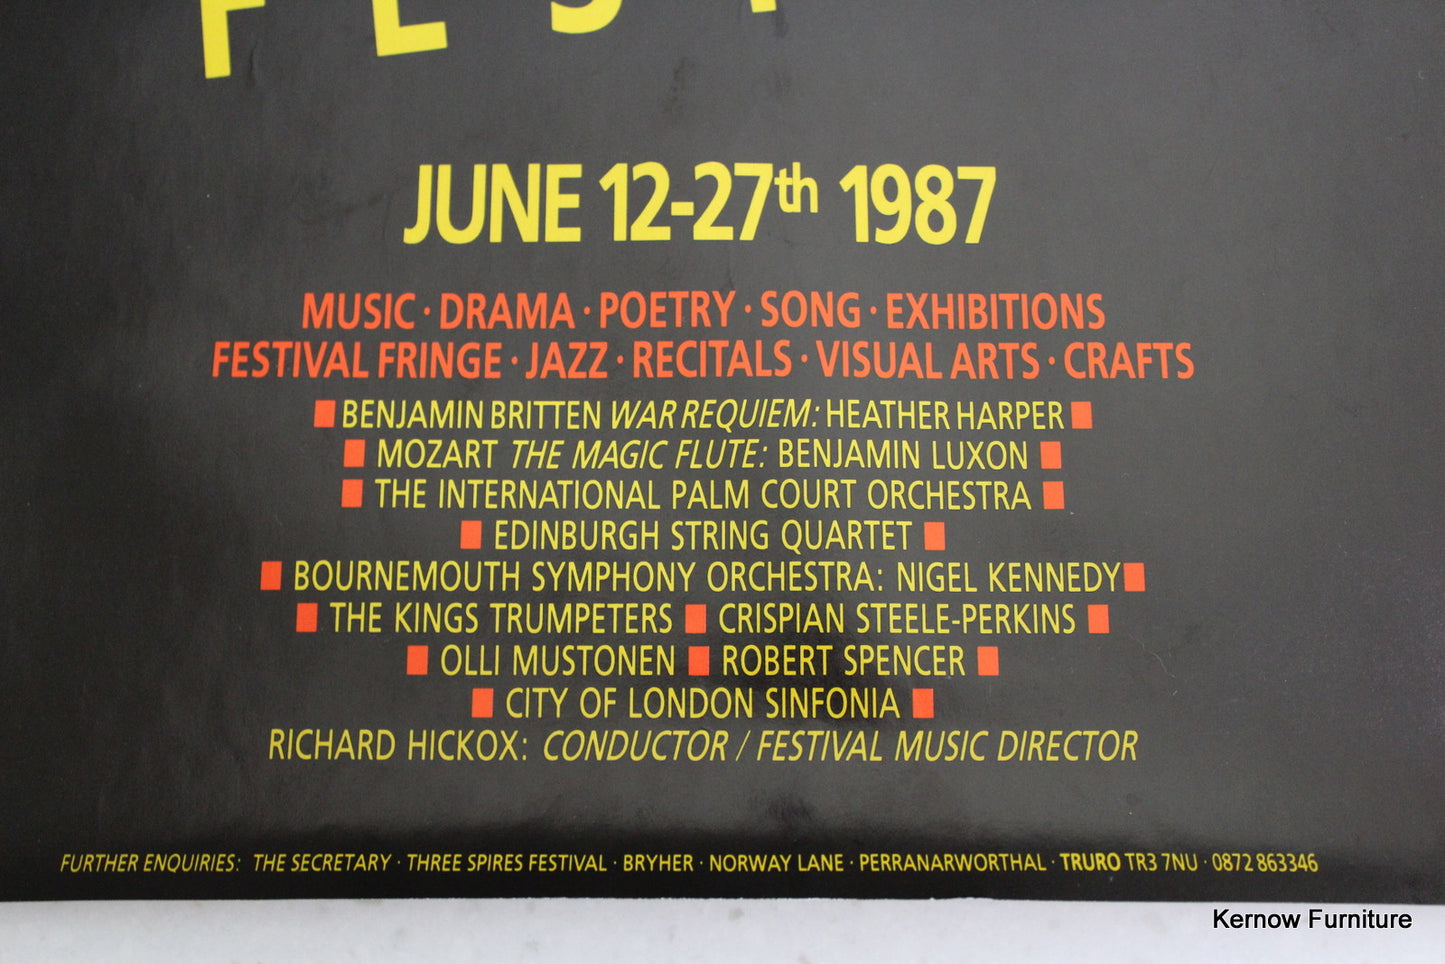 JUNE 12-27th 1987
MUSIC · DRAMA · POETRY · SONG · EXHIBITIONS
FESTIVAL FRINGE · JAZZ · RECITALS · VISUAL ARTS · CRAFTS
BENJAMIN BRITTEN WAR REQUIEM: HEATHER HARPER
MOZART THE MAGIC FLUTE: BENJAMIN LUXON
THE INTERNATIONAL PALM COURT ORCHESTRA
EDINBURGH STRING QUARTET
BOURNEMOUTH SYMPHONY ORCHESTRA: NIGEL KENNEDY
THE KINGS TRUMPETERS ■ CRISPIAN STEELE-PERKINS
OLLI MUSTONEN ■ ROBERT SPENCER
CITY OF LONDON SINFONIA
RICHARD HICKOX: CONDUCTOR / FESTIVAL MUSIC DIRECTOR
FURTHER ENQUIRIES: THE SECRETARY · THREE SPIRES FESTIVAL · BRYHER · NORWAY LANE · PERRANARWORTHAL · TRURO TR3 7NU · 0872 863346
Kernow Furniture